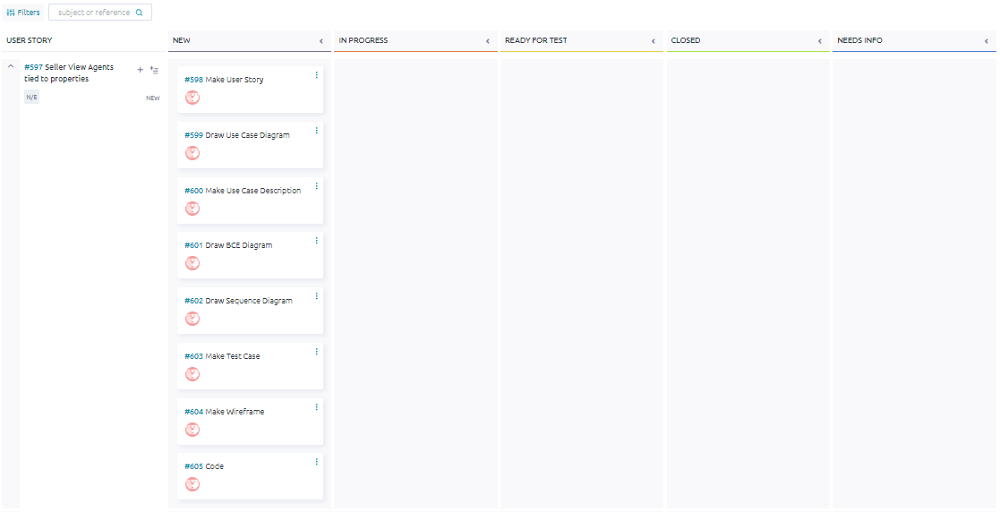 Filters
subject or reference
USER STORY
NEW
IN PROGRESS
READY FOR TEST
CLOSED
NEEDS INFO
#597 Seller View Agents
tied to properties
N/E
NEW
#598 Make User Story
#599 Draw Use Case Diagram
#600 Make Use Case Description
#601 Draw BCE Diagram
#602 Draw Sequence Diagram
#603 Make Test Case
#604 Make Wireframe
#605 Code